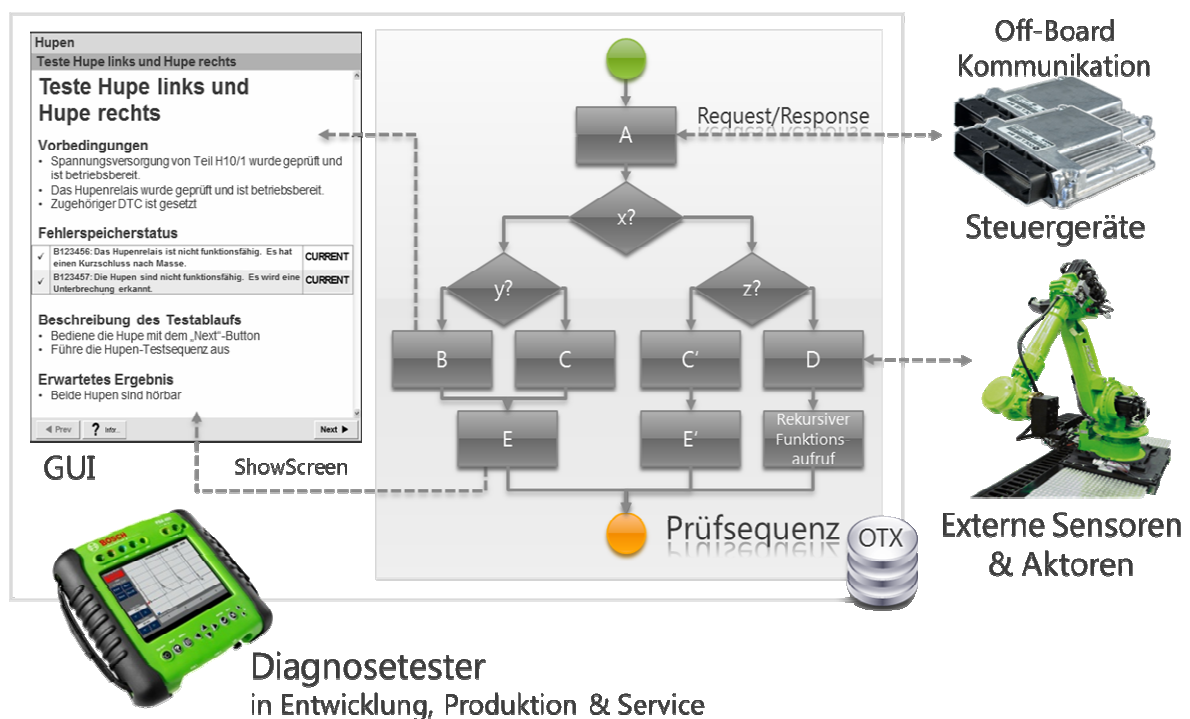 Hupen
Teste Hupe links und Hupe rechts
Teste Hupe links und
Hupe rechts
Vorbedingungen
• Spannungsversorgung von Teil H10/1 wurde geprüft und
ist betriebsbereit.
• Das Hupenrelais wurde geprüft und ist betriebsbereit.
• Zugehöriger DTC ist gesetzt
Fehlerspeicherstatus
✓ B123456: Das Hupenrelais ist nicht funktionsfähig. Es hat
einen Kurzschluss nach Masse.
CURRENT
✓ B123457: Die Hupen sind nicht funktionsfähig. Es wird eine
Unterbrechung erkannt.
CURRENT
Beschreibung des Testablaufs
• Bediene die Hupe mit dem „Next“-Button
• Führe die Hupen-Testsequenz aus
Erwartetes Ergebnis
• Beide Hupen sind hörbar
◀ Prev
? Infor...
Next ▶
GUI
ShowScreen
A
Request/Response
x?
y?
z?
B
C
C‘
D
E
E‘
Rekursiver
Funktions-
aufruf
Prüfsequenz
OTX
Off-Board
Kommunikation
Steuergeräte
Externe Sensoren
& Aktoren
BOSCH
Diagnosetester
in Entwicklung, Produktion & Service